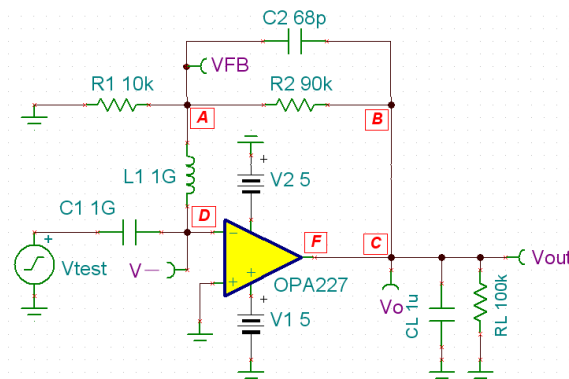 C2 68p
VFB
R1 10k
R2 90k
A
B
L1 1G
+
V2 5
C1 1G
D
F
C
+
Vtest
V−
−
+
+
OPA227
Vout
Vo
CL 1u
RL 100k
+
V1 5